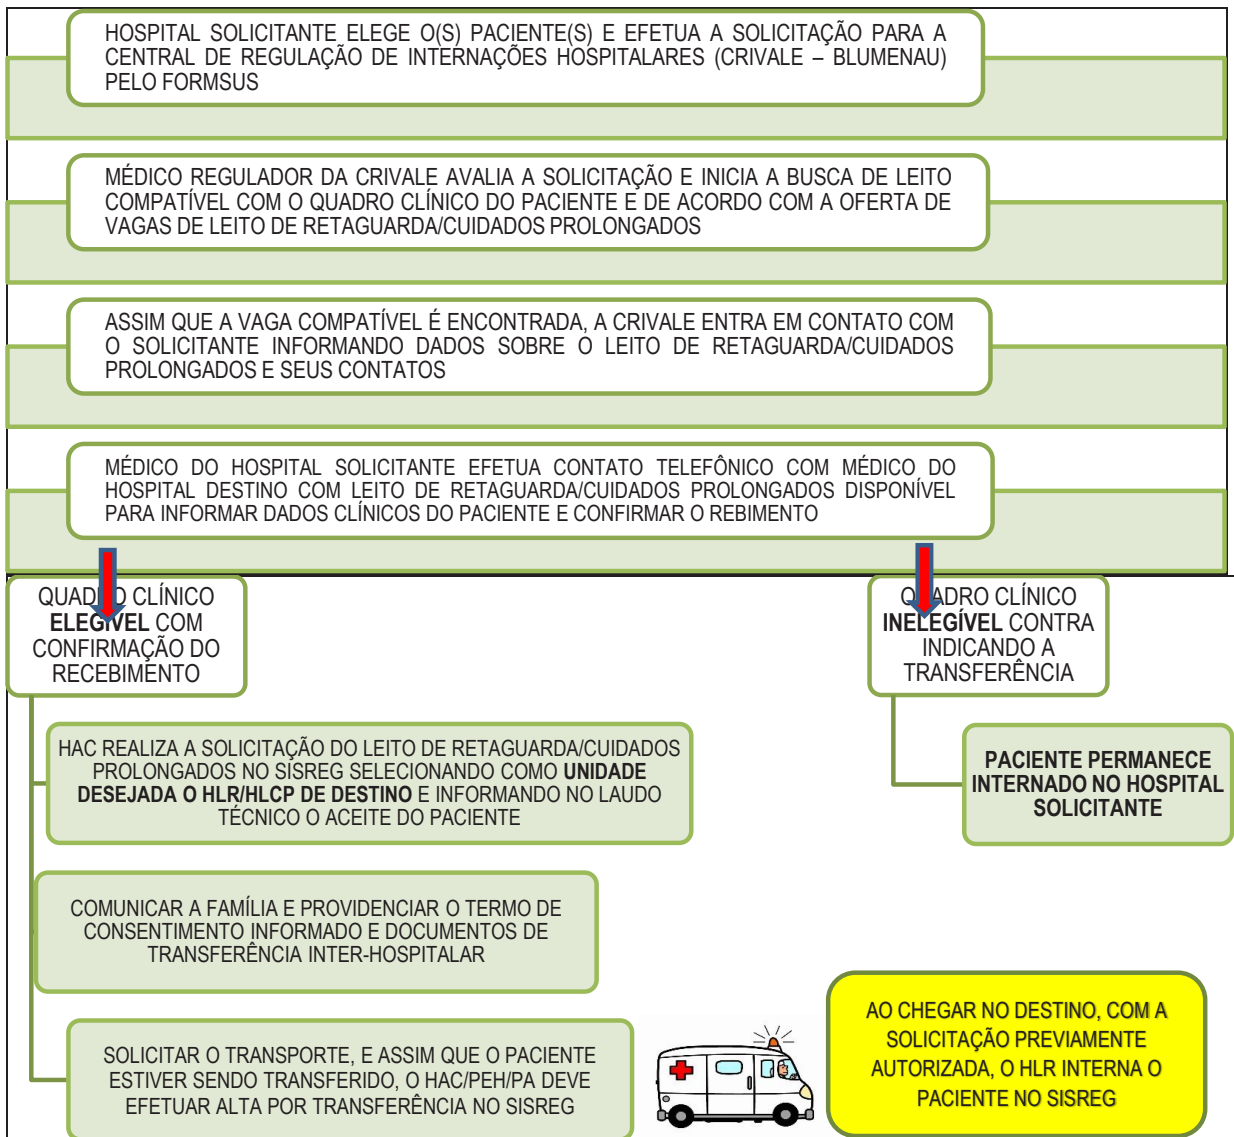 HOSPITAL SOLICITANTE ELEGE O(S) PACIENTE(S) E EFETUA A SOLICITAÇÃO PARA A
CENTRAL DE REGULAÇÃO DE INTERNAÇÕES HOSPITALARES (CRIVALE – BLUMENAU)
PELO FORMSUS
MÉDICO REGULADOR DA CRIVALE AVALIA A SOLICITAÇÃO E INICIA A BUSCA DE LEITO
COMPATÍVEL COM O QUADRO CLÍNICO DO PACIENTE E DE ACORDO COM A OFERTA DE
VAGAS DE LEITO DE RETAGUARDA/CUIDADOS PROLONGADOS
ASSIM QUE A VAGA COMPATÍVEL É ENCONTRADA, A CRIVALE ENTRA EM CONTATO COM
O SOLICITANTE INFORMANDO DADOS SOBRE O LEITO DE RETAGUARDA/CUIDADOS
PROLONGADOS E SEUS CONTATOS
MÉDICO DO HOSPITAL SOLICITANTE EFETUA CONTATO TELEFÔNICO COM MÉDICO DO
HOSPITAL DESTINO COM LEITO DE RETAGUARDA/CUIDADOS PROLONGADOS DISPONÍVEL
PARA INFORMAR DADOS CLÍNICOS DO PACIENTE E CONFIRMAR O REBIMENTO
QUADRO CLÍNICO
ELEGÍVEL COM
CONFIRMAÇÃO DO
RECEBIMENTO
QUADRO CLÍNICO
INELEGÍVEL CONTRA
INDICANDO A
TRANSFERÊNCIA
HAC REALIZA A SOLICITAÇÃO DO LEITO DE RETAGUARDA/CUIDADOS
PROLONGADOS NO SISREG SELECIONANDO COMO UNIDADE
DESEJADA O HLR/HLCP DE DESTINO E INFORMANDO NO LAUDO
TÉCNICO O ACEITE DO PACIENTE
PACIENTE PERMANECE
INTERNADO NO HOSPITAL
SOLICITANTE
COMUNICAR A FAMÍLIA E PROVIDENCIAR O TERMO DE
CONSENTIMENTO INFORMADO E DOCUMENTOS DE
TRANSFERÊNCIA INTER-HOSPITALAR
SOLICITAR O TRANSPORTE, E ASSIM QUE O PACIENTE
ESTIVER SENDO TRANSFERIDO, O HAC/PEH/PA DEVE
EFETUAR ALTA POR TRANSFERÊNCIA NO SISREG
AO CHEGAR NO DESTINO, COM A
SOLICITAÇÃO PREVIAMENTE
AUTORIZADA, O HLR INTERNA O
PACIENTE NO SISREG